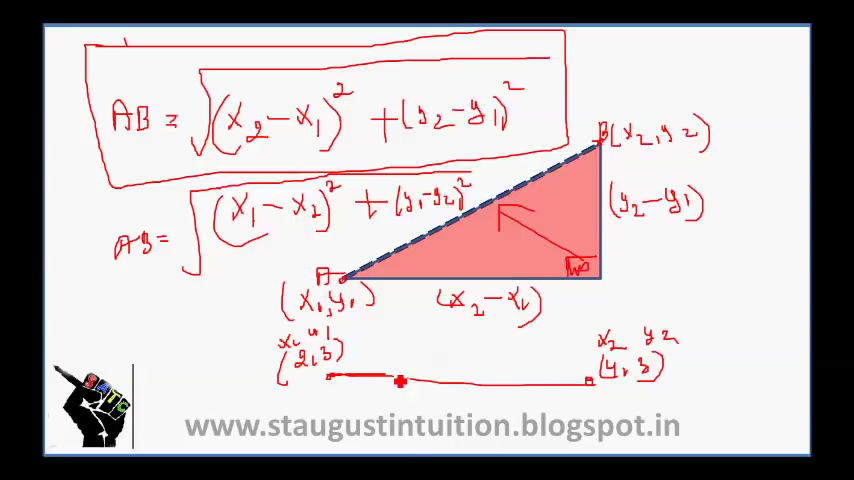 AB = √(x₂ - x₁)² + (y₂ - y₁)²
B(x₂, y₂)
AB = √(x₁ - x₂)² + (y₁ - y₂)²
(y₂ - y₁)
A
(x₁, y₁)
(x₂ - x₁)
x₁ y₁
(2, 3)
x₂ y₂
(4, 3)
SATC
www.staugustintuition.blogspot.in